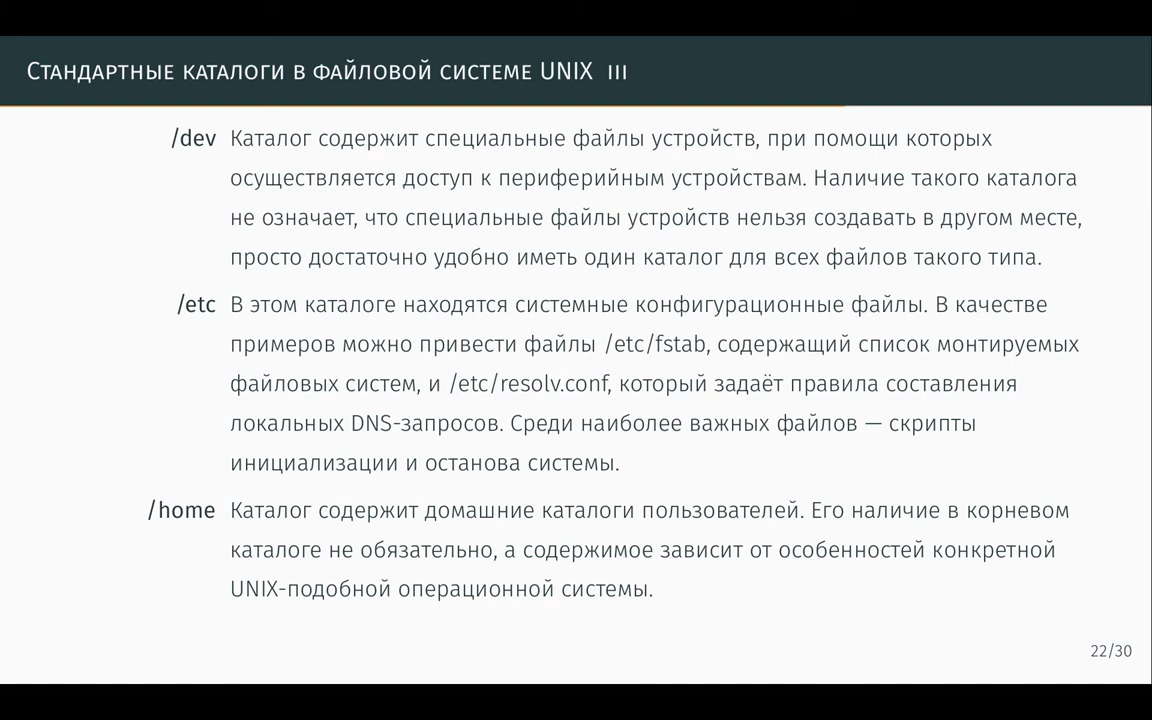 Стандартные каталоги в файловой системе UNIX III
/dev Каталог содержит специальные файлы устройств, при помощи которых
осуществляется доступ к периферийным устройствам. Наличие такого каталога
не означает, что специальные файлы устройств нельзя создавать в другом месте,
просто достаточно удобно иметь один каталог для всех файлов такого типа.
/etc В этом каталоге находятся системные конфигурационные файлы. В качестве
примеров можно привести файлы /etc/fstab, содержащий список монтируемых
файловых систем, и /etc/resolv.conf, который задаёт правила составления
локальных DNS-запросов. Среди наиболее важных файлов — скрипты
инициализации и останова системы.
/home Каталог содержит домашние каталоги пользователей. Его наличие в корневом
каталоге не обязательно, а содержимое зависит от особенностей конкретной
UNIX-подобной операционной системы.
22/30